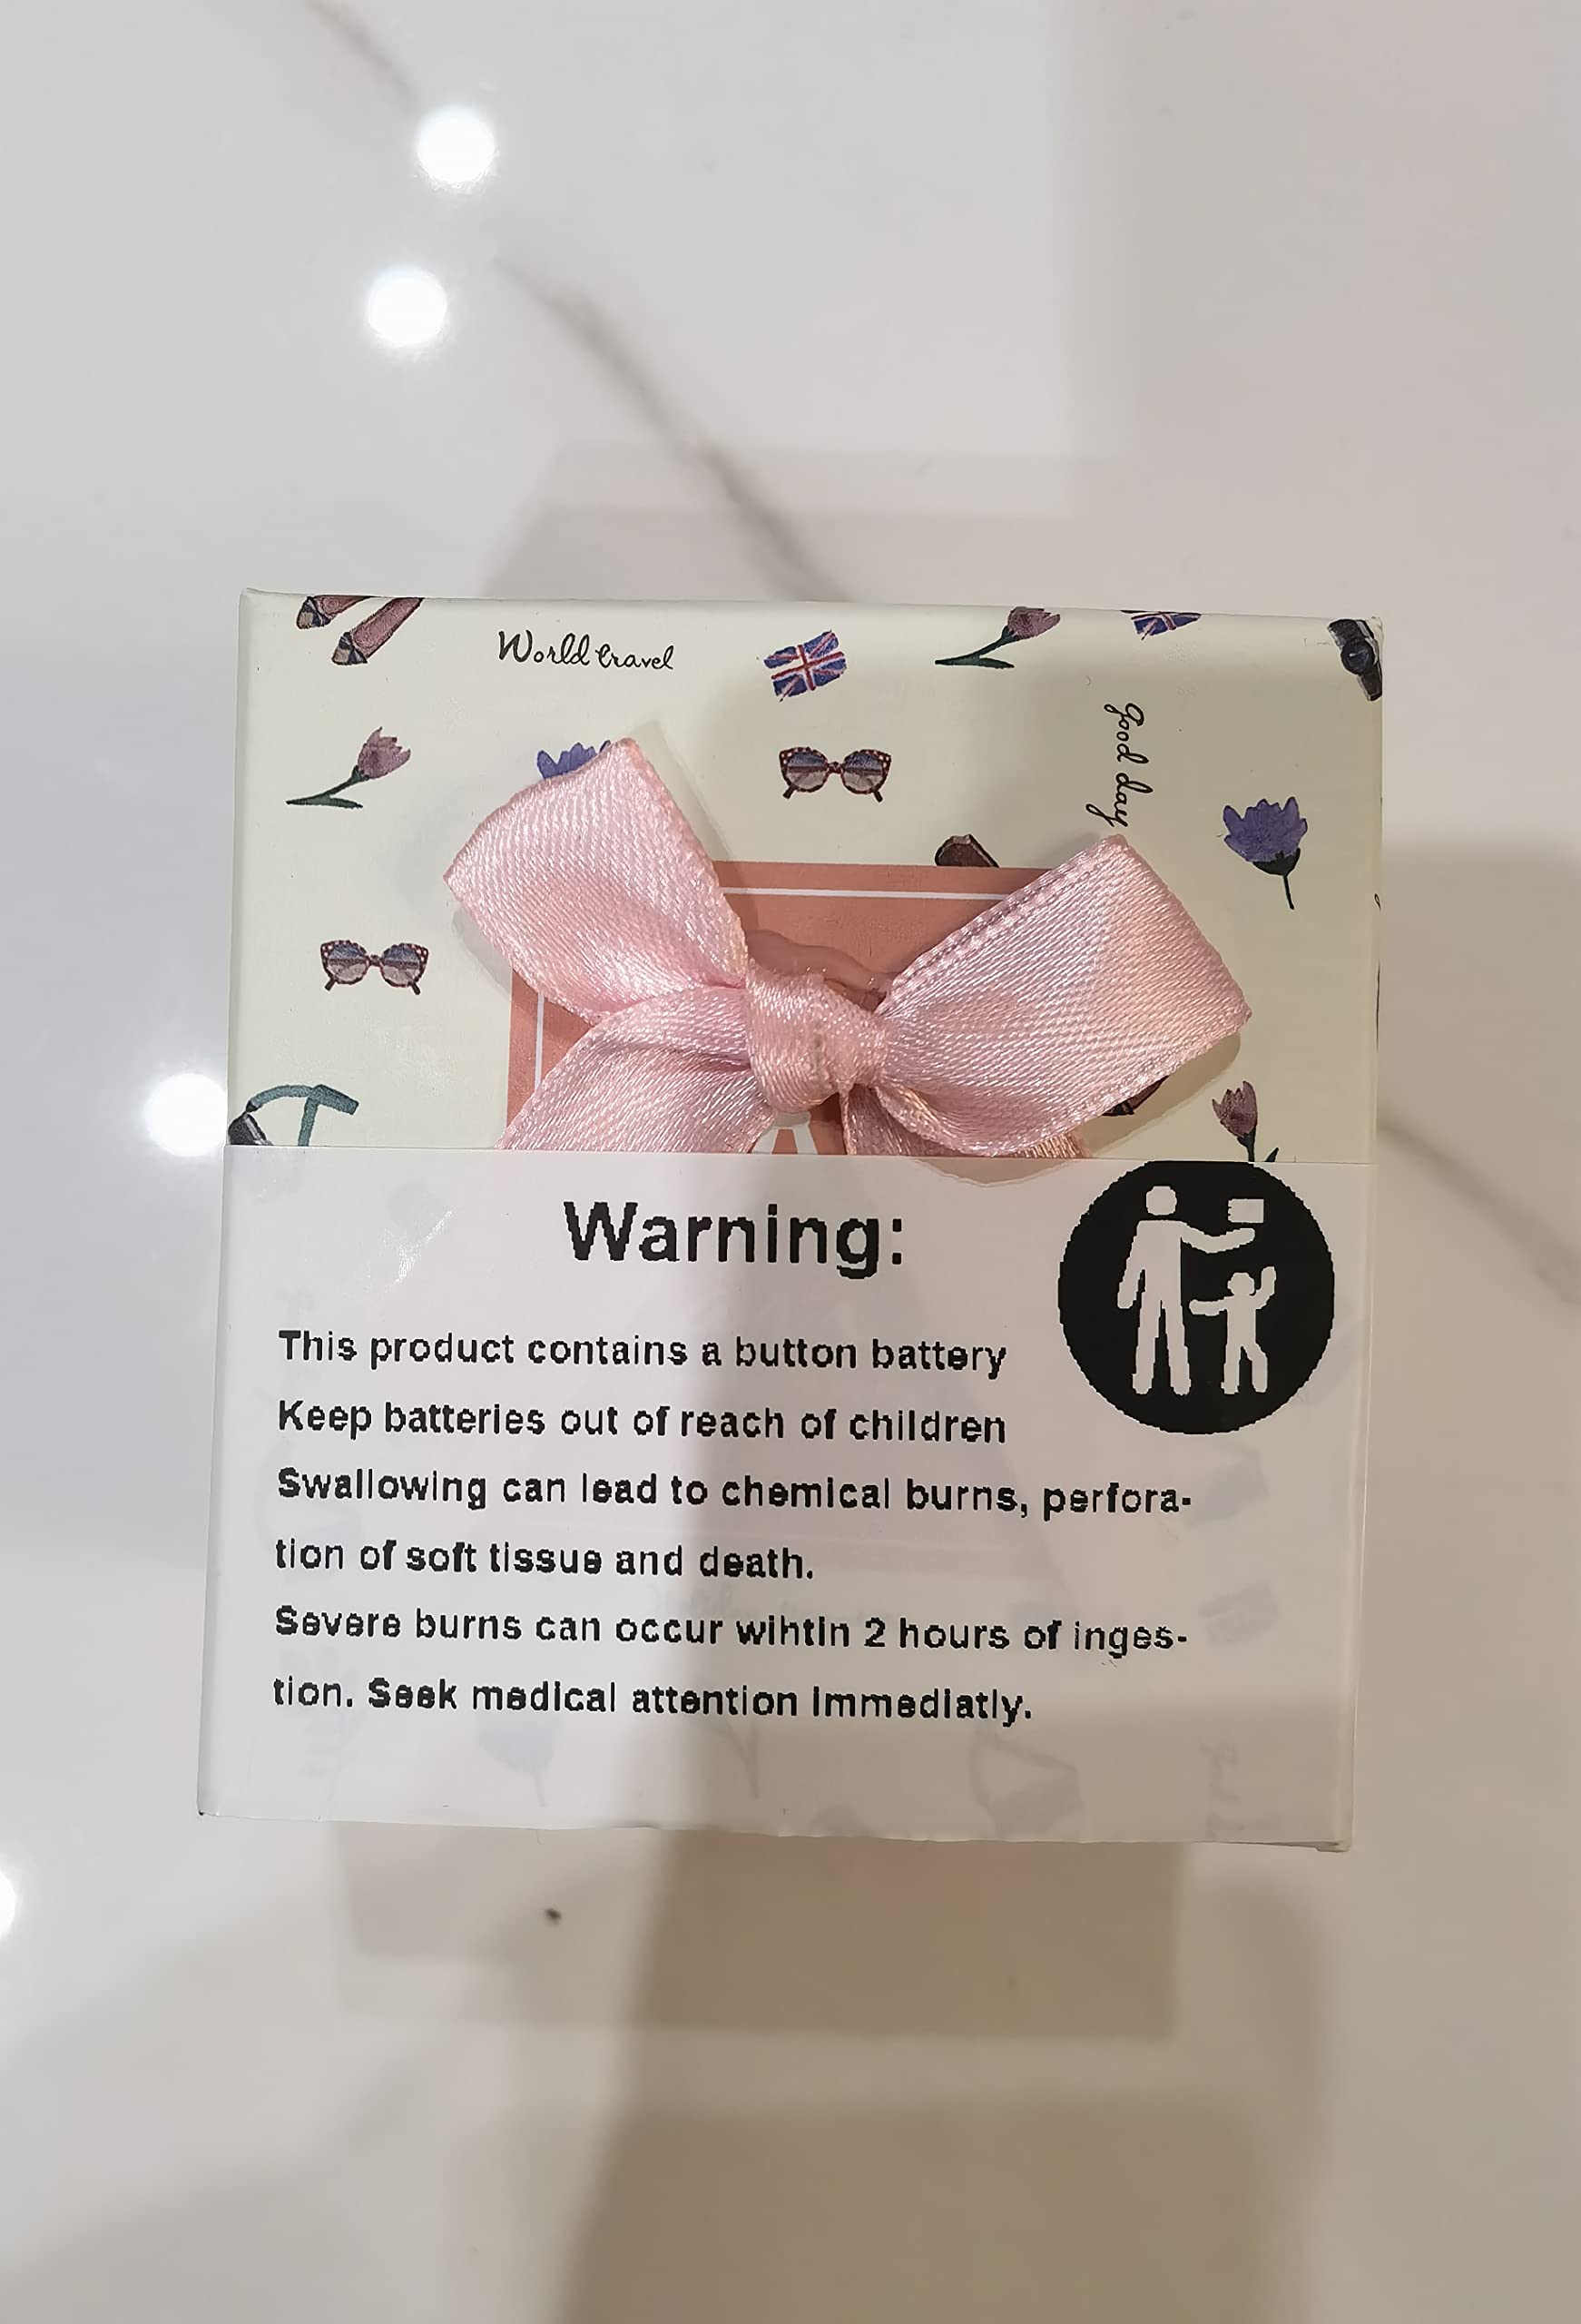 World travel
good day
Warning:
This product contains a button battery
Keep batteries out of reach of children
Swallowing can lead to chemical burns, perfora-
tion of soft tissue and death.
Severe burns can occur wihtin 2 hours of inges-
tion. Seek medical attention Immediatly.